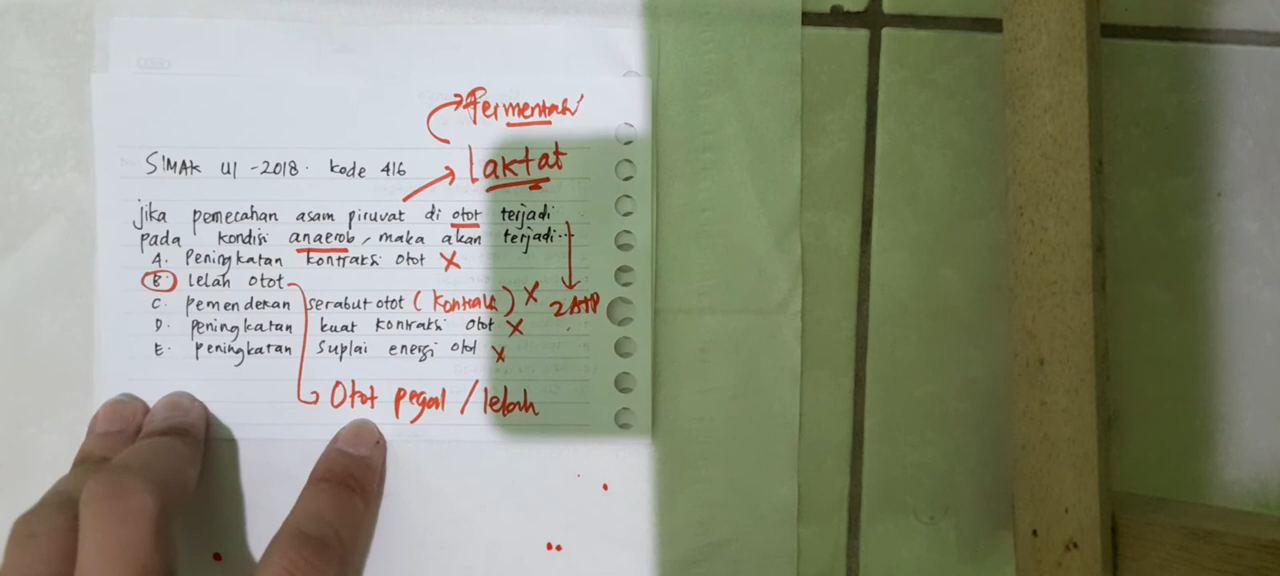 fermentasi
SIMAK UI -2018. kode 416
laktat
jika pemecahan asam piruvat di otot terjadi
pada kondisi anaerob, maka akan terjadi...
A. Peningkatan kontraksi otot X
B. lelah otot
C. pemendekan serabut otot (kontraksi) X
2 ATP
D. peningkatan kuat kontraksi otot X
E. peningkatan suplai energi otot X
Otot pegal / lelah